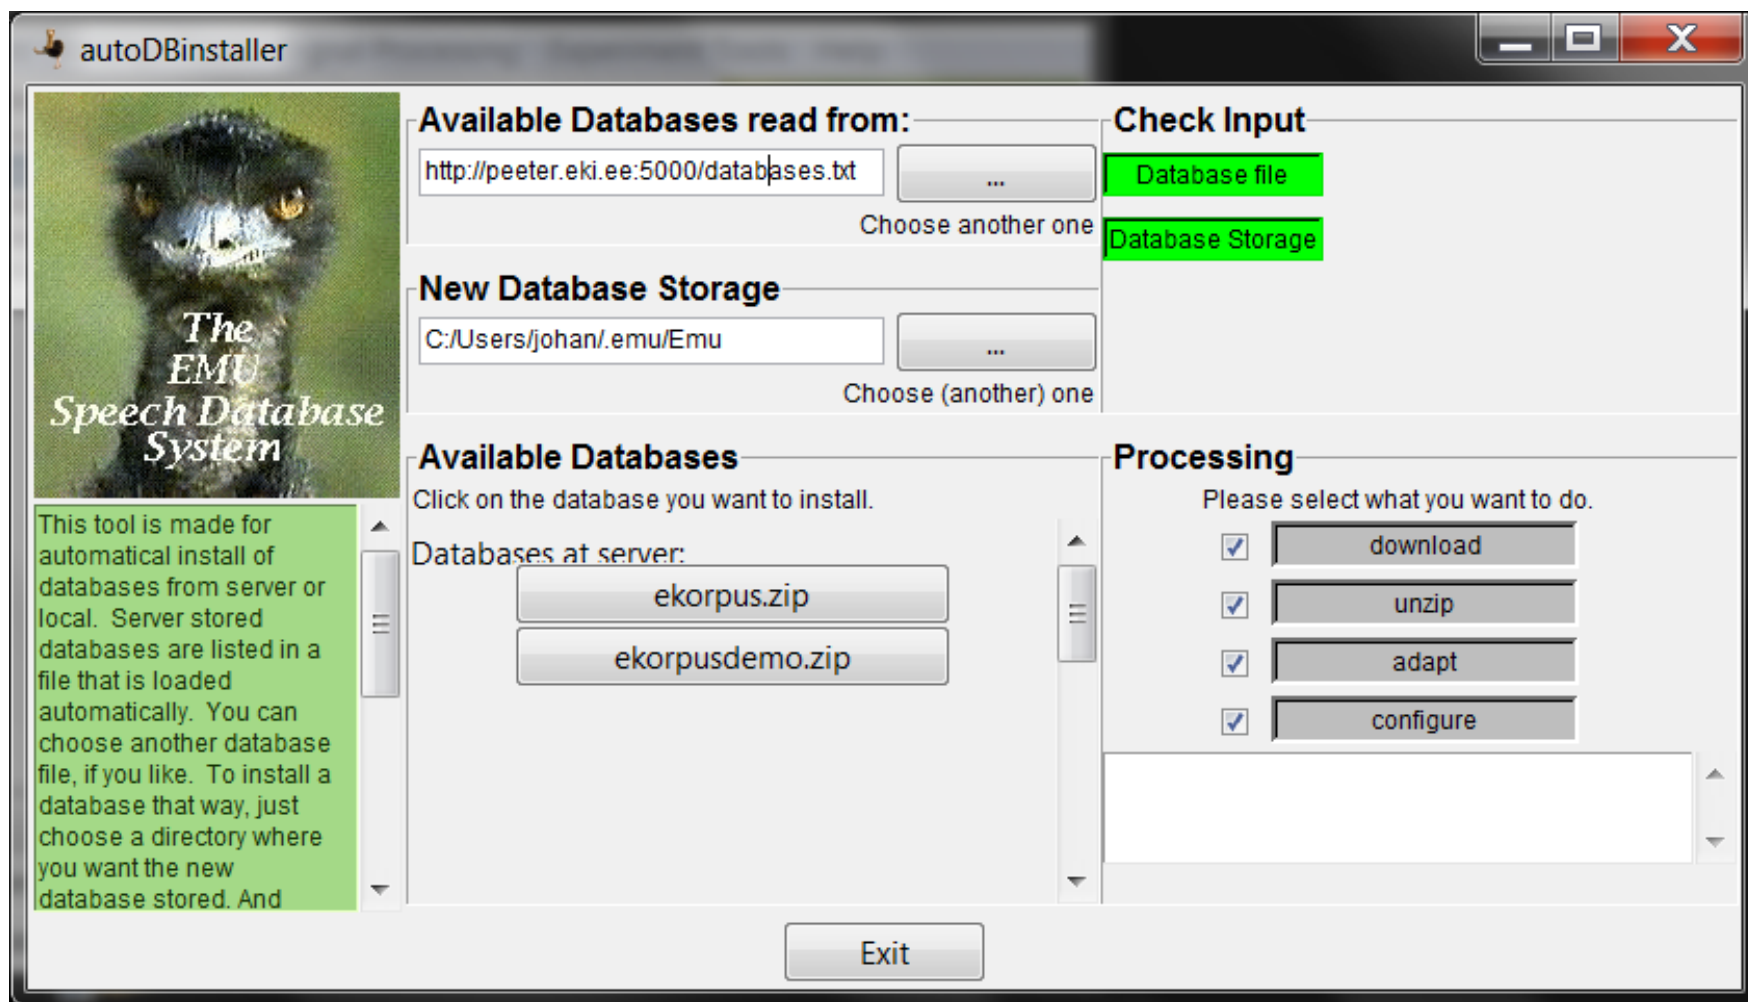 autoDBinstaller
The
EMU
Speech Database
System
This tool is made for
automatical install of
databases from server or
local. Server stored
databases are listed in a
file that is loaded
automatically. You can
choose another database
file, if you like. To install a
database that way, just
choose a directory where
you want the new
database stored. And
Available Databases read from:
http://peeter.eki.ee:5000/databases.txt
...
Choose another one
New Database Storage
C:/Users/johan/.emu/Emu
...
Choose (another) one
Check Input
Database file
Database Storage
Available Databases
Click on the database you want to install.
Databases at server:
ekorpus.zip
ekorpusdemo.zip
Processing
Please select what you want to do.
download
unzip
adapt
configure
Exit